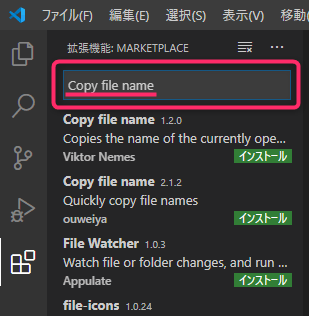 ファイル(F) 編集(E) 選択(S) 表示(V) 移動(
拡張機能: MARKETPLACE
Copy file name
Copy file name 1.2.0
Copies the name of the currently ope...
Viktor Nemes インストール
Copy file name 2.1.2
Quickly copy file names
ouweiya インストール
File Watcher 1.0.3
Watch file or folder changes, and run ...
Appulate インストール
file-icons 1.0.24